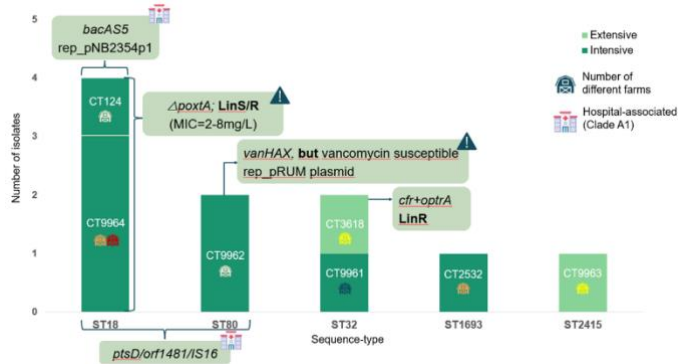 5
4
3
2
1
0
Number of isolates
bacAS5
rep_pNB2354p1
Extensive
Intensive
Number of
different farms
Hospital-associated
(Clade A1)
CT124
ΔpoxtA; LinS/R
(MIC=2-8mg/L)
vanHAX, but vancomycin susceptible
rep_pRUM plasmid
cfr+optrA
LinR
CT9964
CT9962
CT3618
CT9961
CT2532
CT9963
ST18
ST80
ST32
ST1693
ST2415
Sequence-type
ptsD/orf1481/IS16